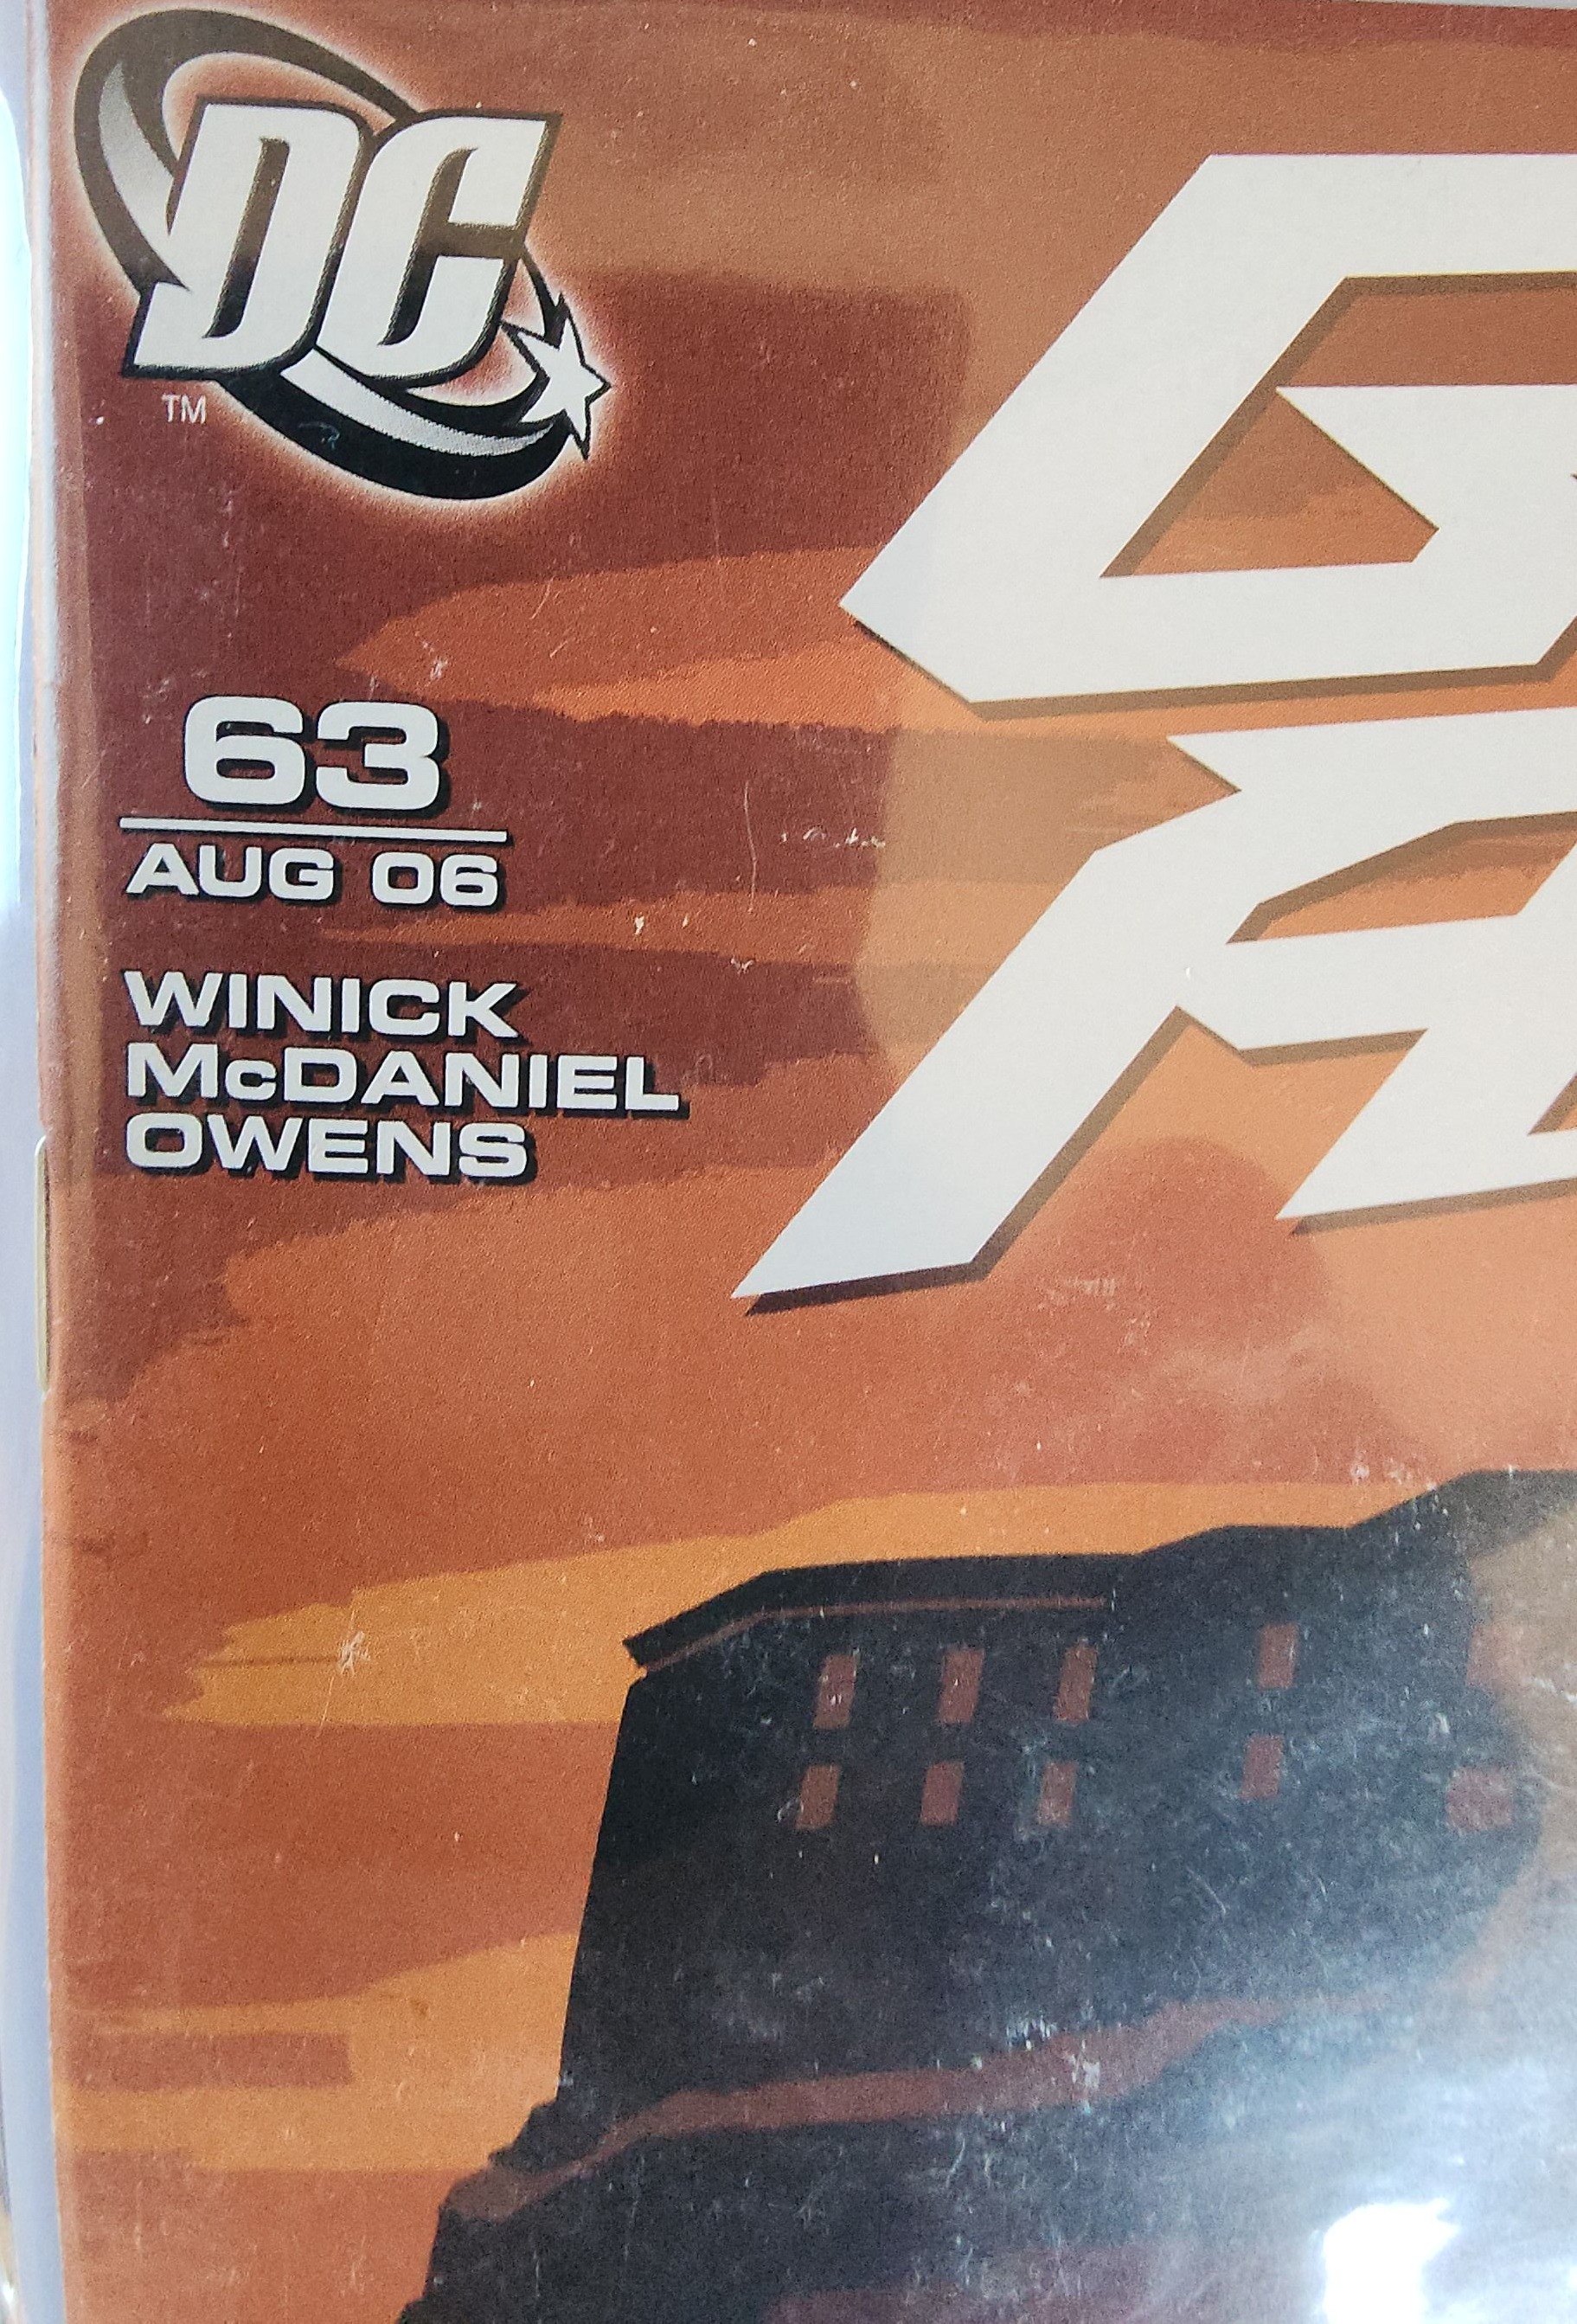 DC
TM
63
AUG 06
WINICK
McDANIEL
OWENS